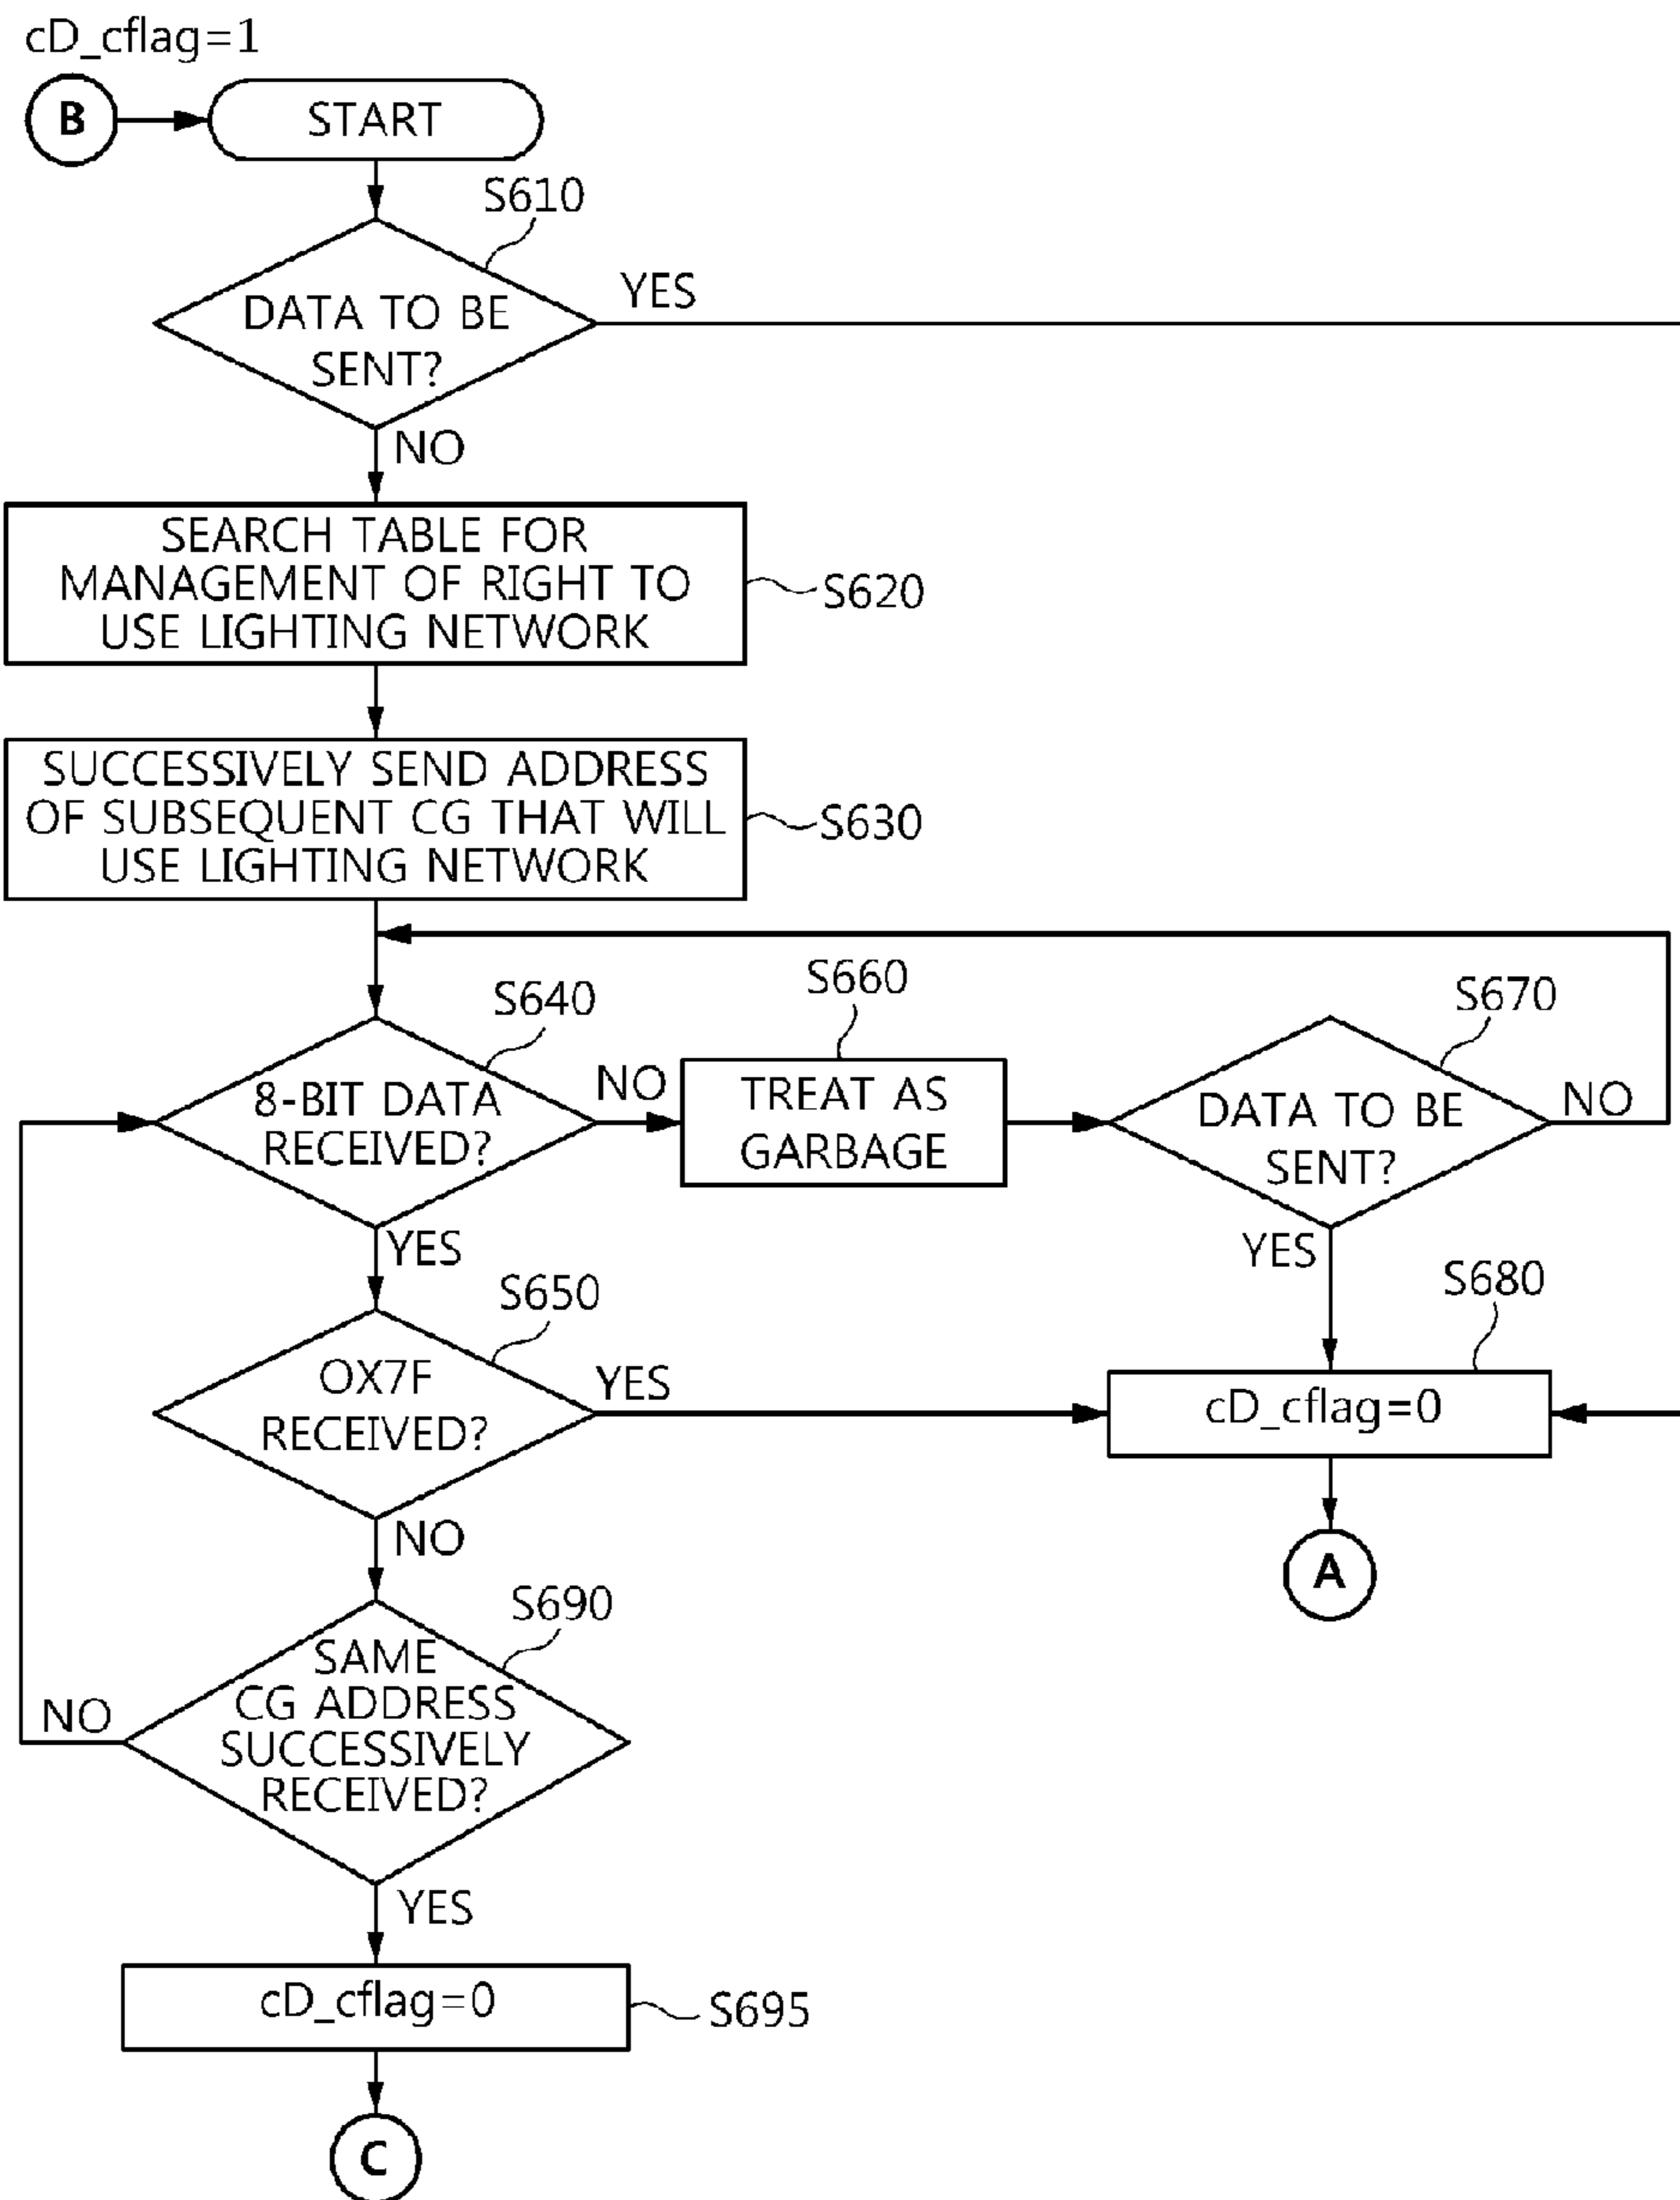 cD_cflag=1
B
START
S610
DATA TO BE
SENT?
YES
NO
SEARCH TABLE FOR
MANAGEMENT OF RIGHT TO
USE LIGHTING NETWORK
S620
SUCCESSIVELY SEND ADDRESS
OF SUBSEQUENT CG THAT WILL
USE LIGHTING NETWORK
S630
S640
8-BIT DATA
RECEIVED?
NO
YES
S660
TREAT AS
GARBAGE
S670
DATA TO BE
SENT?
NO
YES
S650
OX7F
RECEIVED?
YES
NO
S680
cD_cflag=0
A
S690
SAME
CG ADDRESS
SUCCESSIVELY
RECEIVED?
NO
YES
cD_cflag=0
S695
C